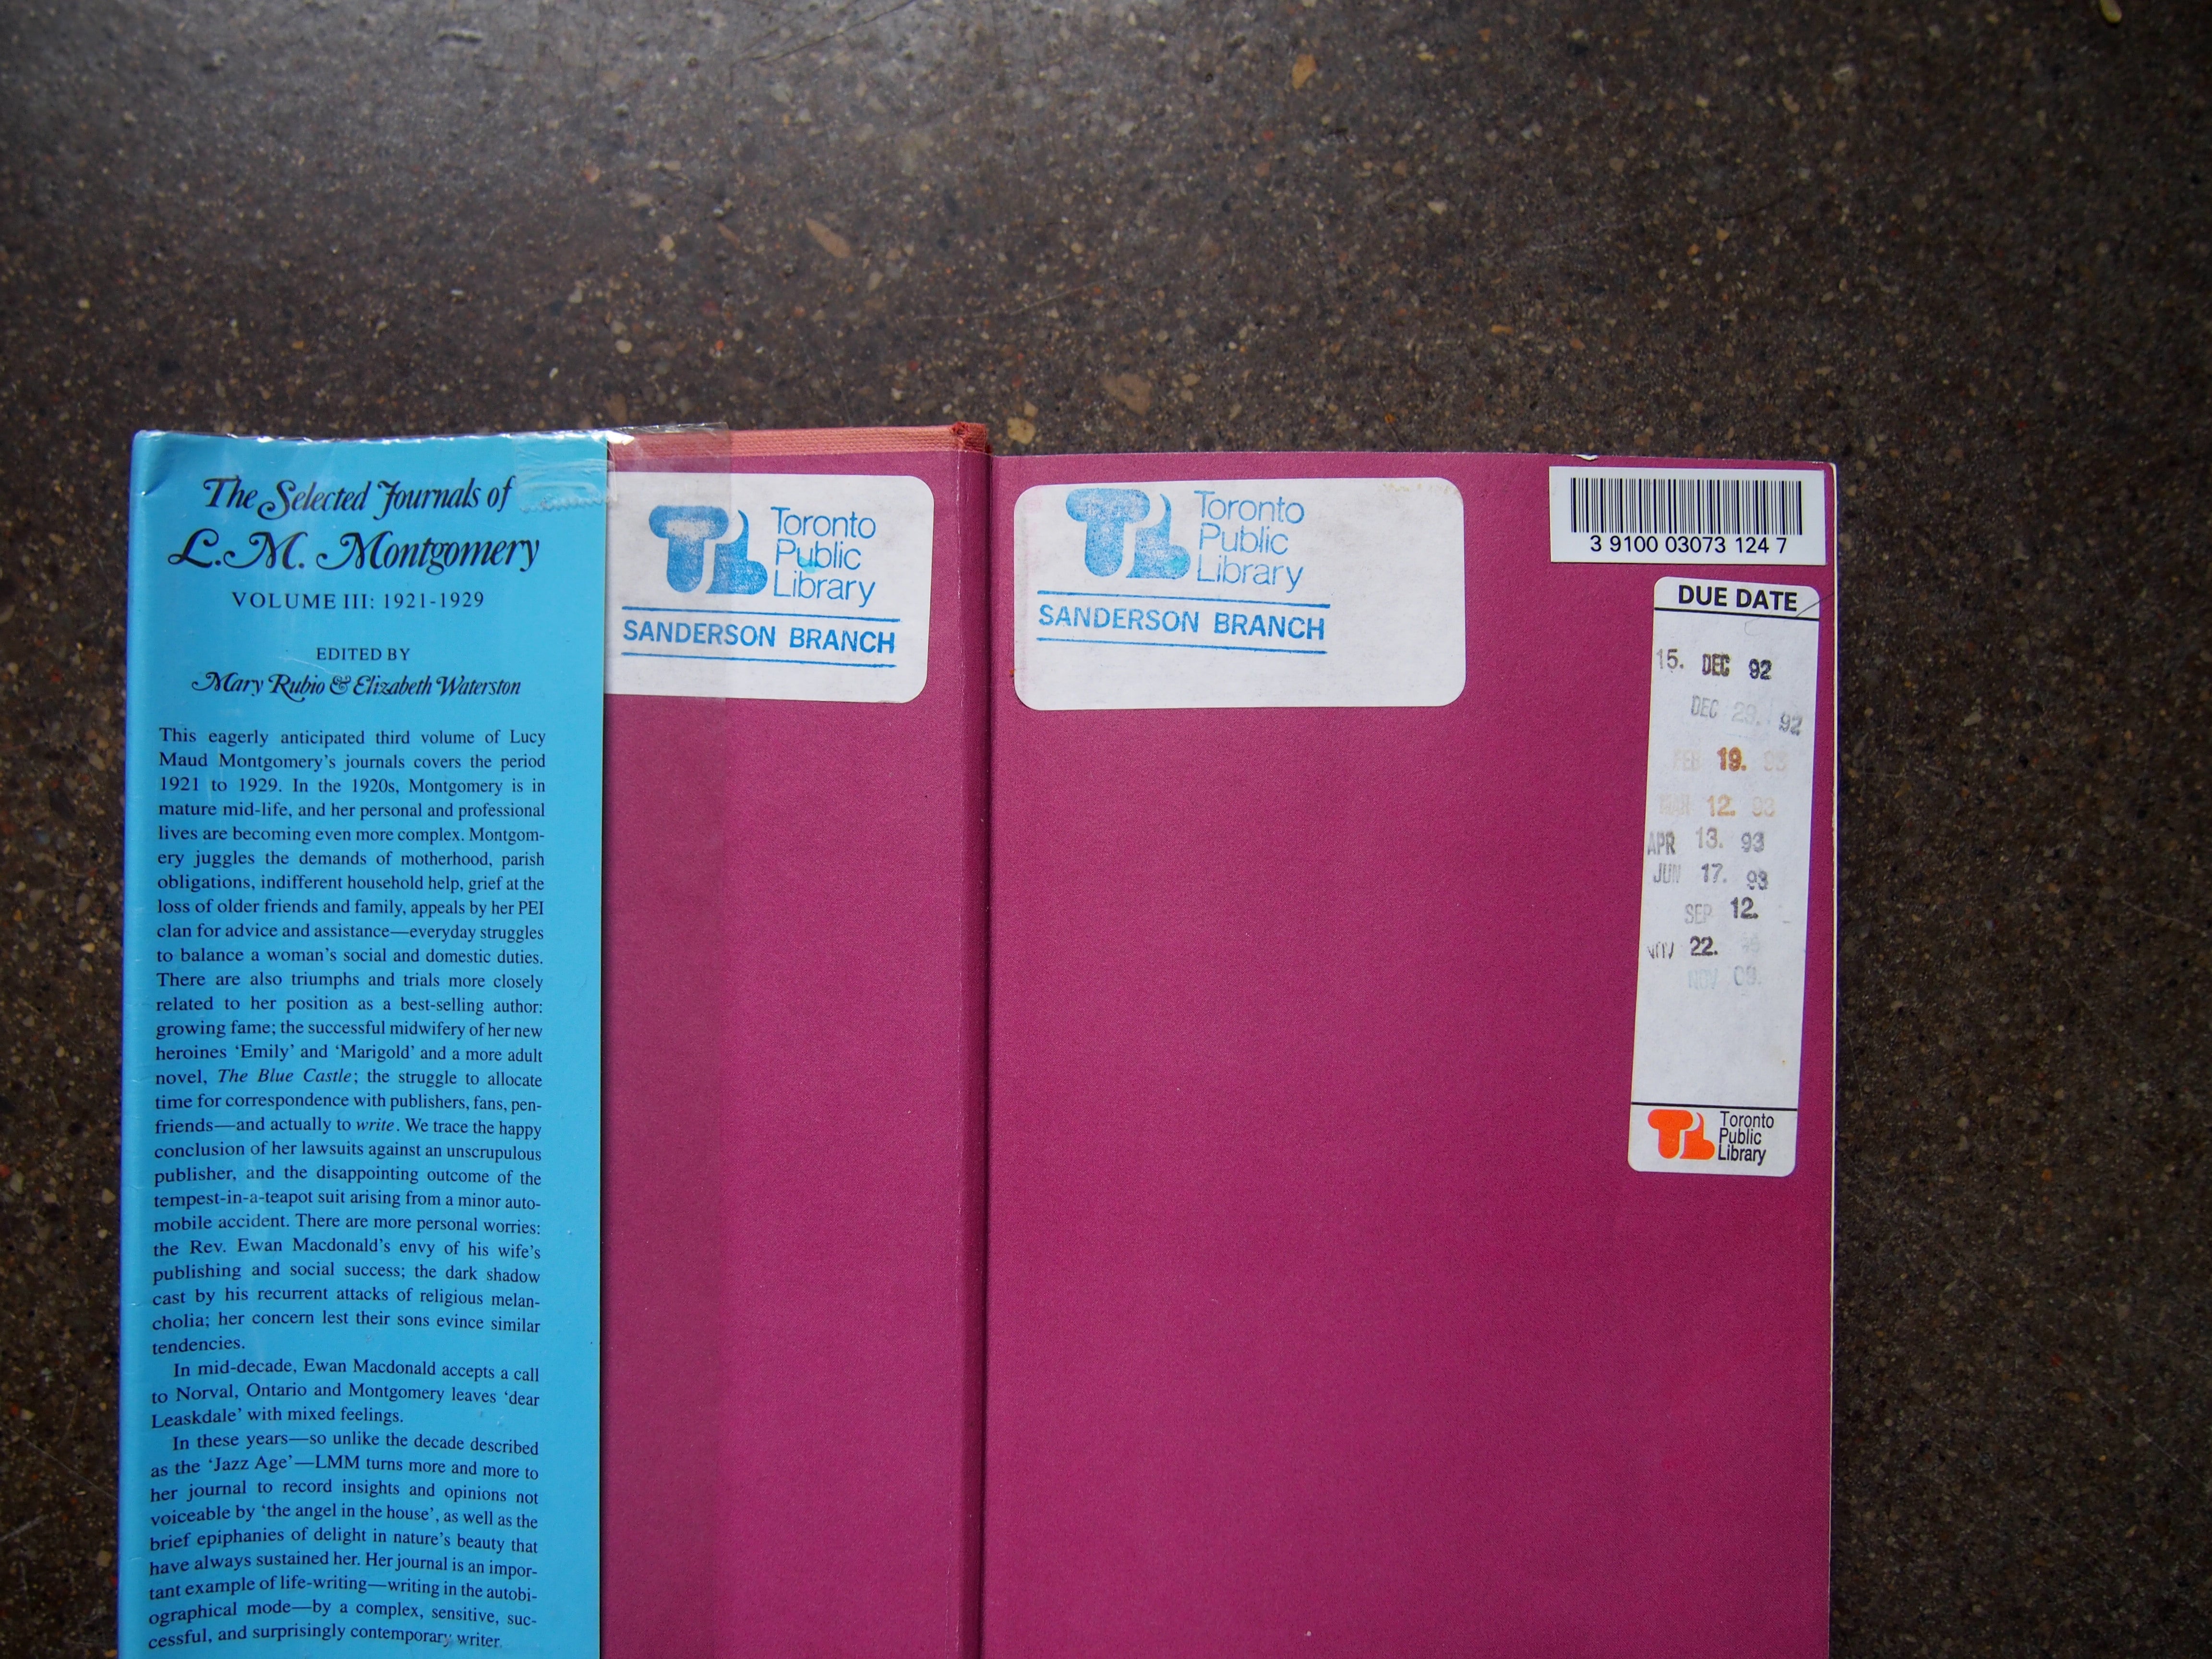 The Selected Journals of
L.M. Montgomery
VOLUME III: 1921-1929
EDITED BY
Mary Rubio & Elizabeth Waterston
This eagerly anticipated third volume of Lucy
Maud Montgomery's journals covers the period
1921 to 1929. In the 1920s, Montgomery is in
mature mid-life, and her personal and professional
lives are becoming even more complex. Montgom-
ery juggles the demands of motherhood, parish
obligations, indifferent household help, grief at the
loss of older friends and family, appeals by her PEI
clan for advice and assistance—everyday struggles
to balance a woman's social and domestic duties.
There are also triumphs and trials more closely
related to her position as a best-selling author:
growing fame; the successful midwifery of her new
heroines 'Emily' and 'Marigold' and a more adult
novel, The Blue Castle; the struggle to allocate
time for correspondence with publishers, fans, pen-
friends—and actually to write. We trace the happy
conclusion of her lawsuits against an unscrupulous
publisher, and the disappointing outcome of the
tempest-in-a-teapot suit arising from a minor auto-
mobile accident. There are more personal worries:
the Rev. Ewan Macdonald's envy of his wife's
publishing and social success; the dark shadow
cast by his recurrent attacks of religious melan-
cholia; her concern lest their sons evince similar
tendencies.
In mid-decade, Ewan Macdonald accepts a call
to Norval, Ontario and Montgomery leaves 'dear
Leaskdale' with mixed feelings.
In these years—so unlike the decade described
as the 'Jazz Age'—LMM turns more and more to
her journal to record insights and opinions not
voiceable by 'the angel in the house', as well as the
brief epiphanies of delight in nature's beauty that
have always sustained her. Her journal is an impor-
tant example of life-writing—writing in the autobi-
ographical mode—by a complex, sensitive, suc-
cessful, and surprisingly contemporary writer.
TL
Toronto
Public
Library
SANDERSON BRANCH
TL
Toronto
Public
Library
SANDERSON BRANCH
3 9100 03073 124 7
DUE DATE
15. DEC 92
DEC 29. 92
FEB 19. 93
MAR 12. 93
APR 13. 93
JUN 17. 93
SEP 12.
NOV 22.
NOV 09.
TL
Toronto
Public
Library